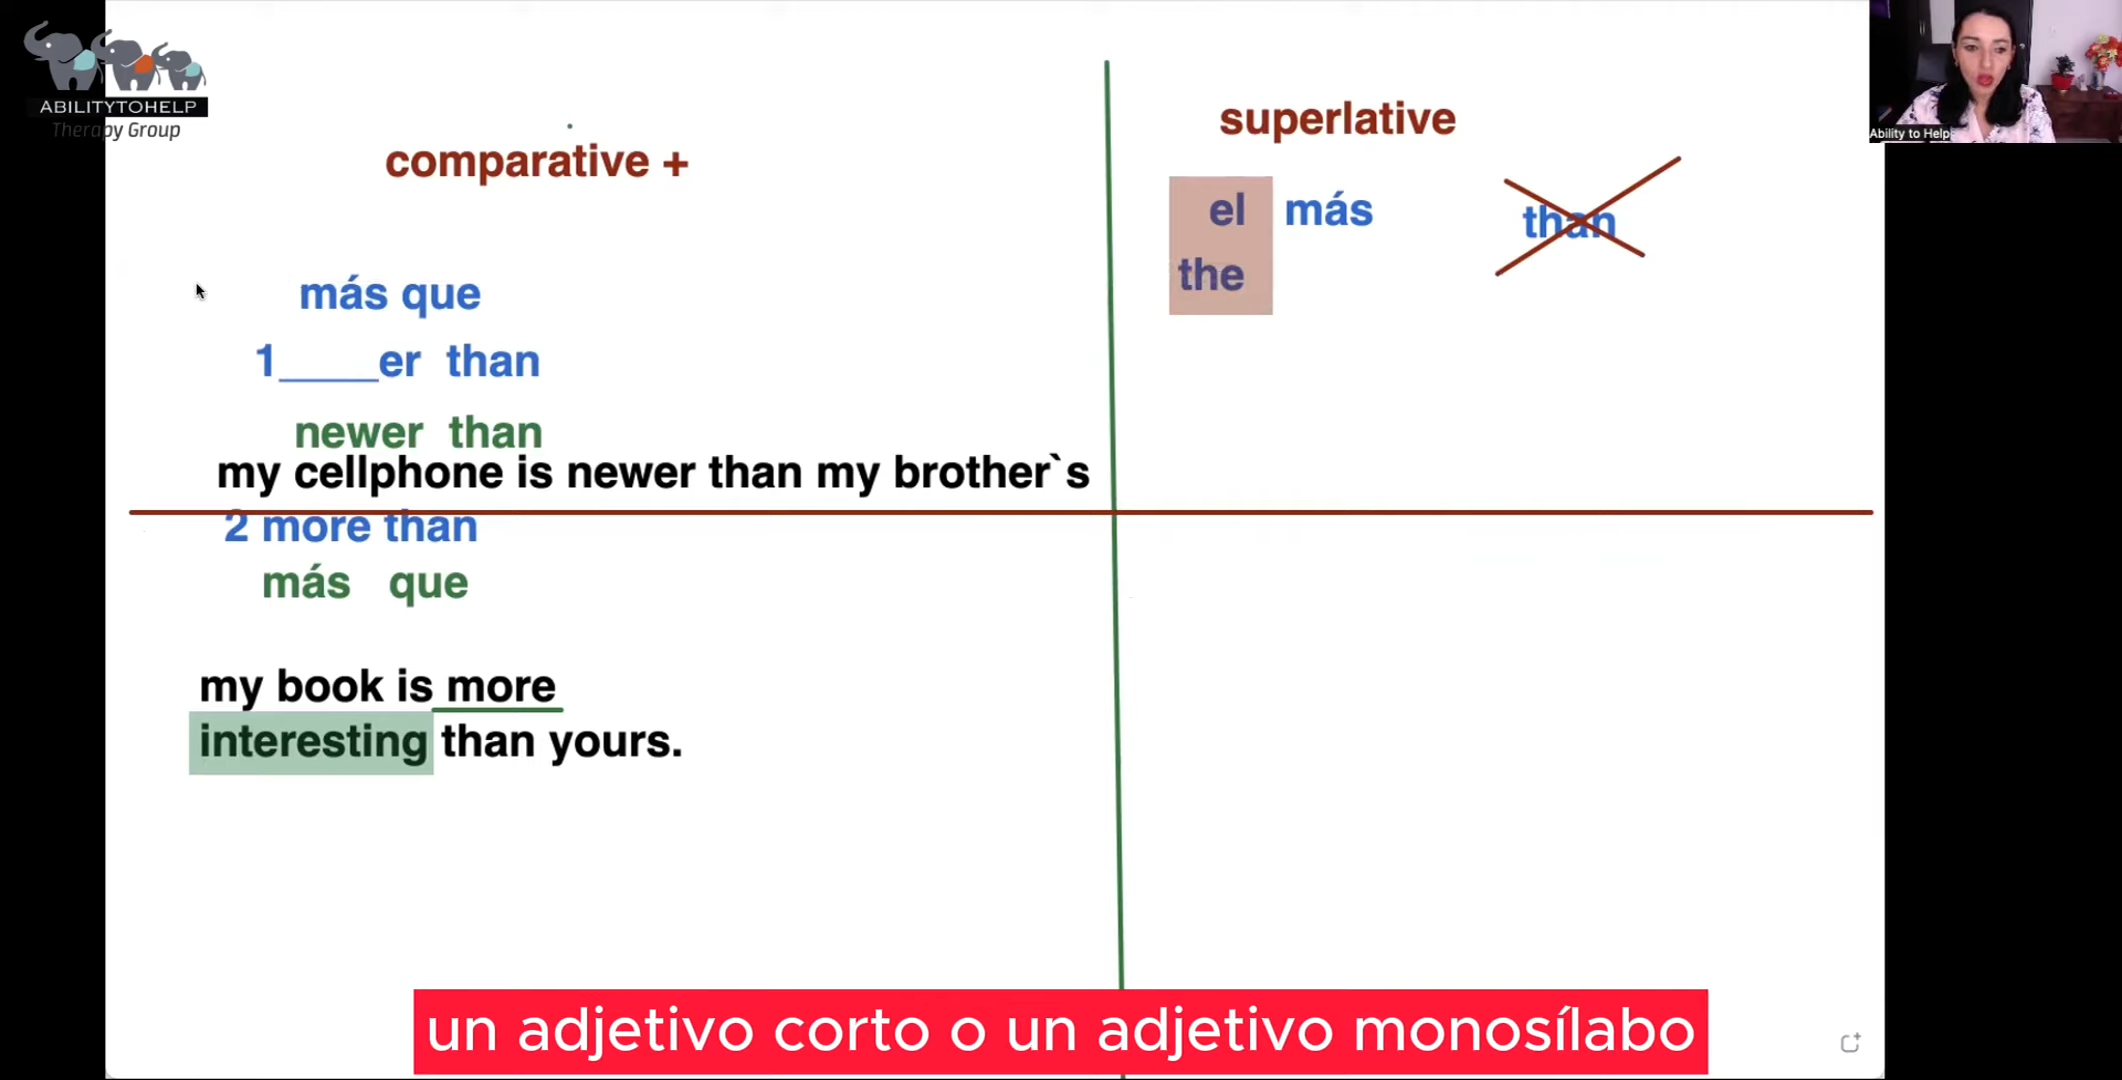 ABILITYTOHELP
Therapy Group
comparative +
más que
1____er than
newer than
my cellphone is newer than my brother`s
2 more than
más que
my book is more
interesting than yours.
superlative
el más than
the
Ability to Help
un adjetivo corto o un adjetivo monosílabo